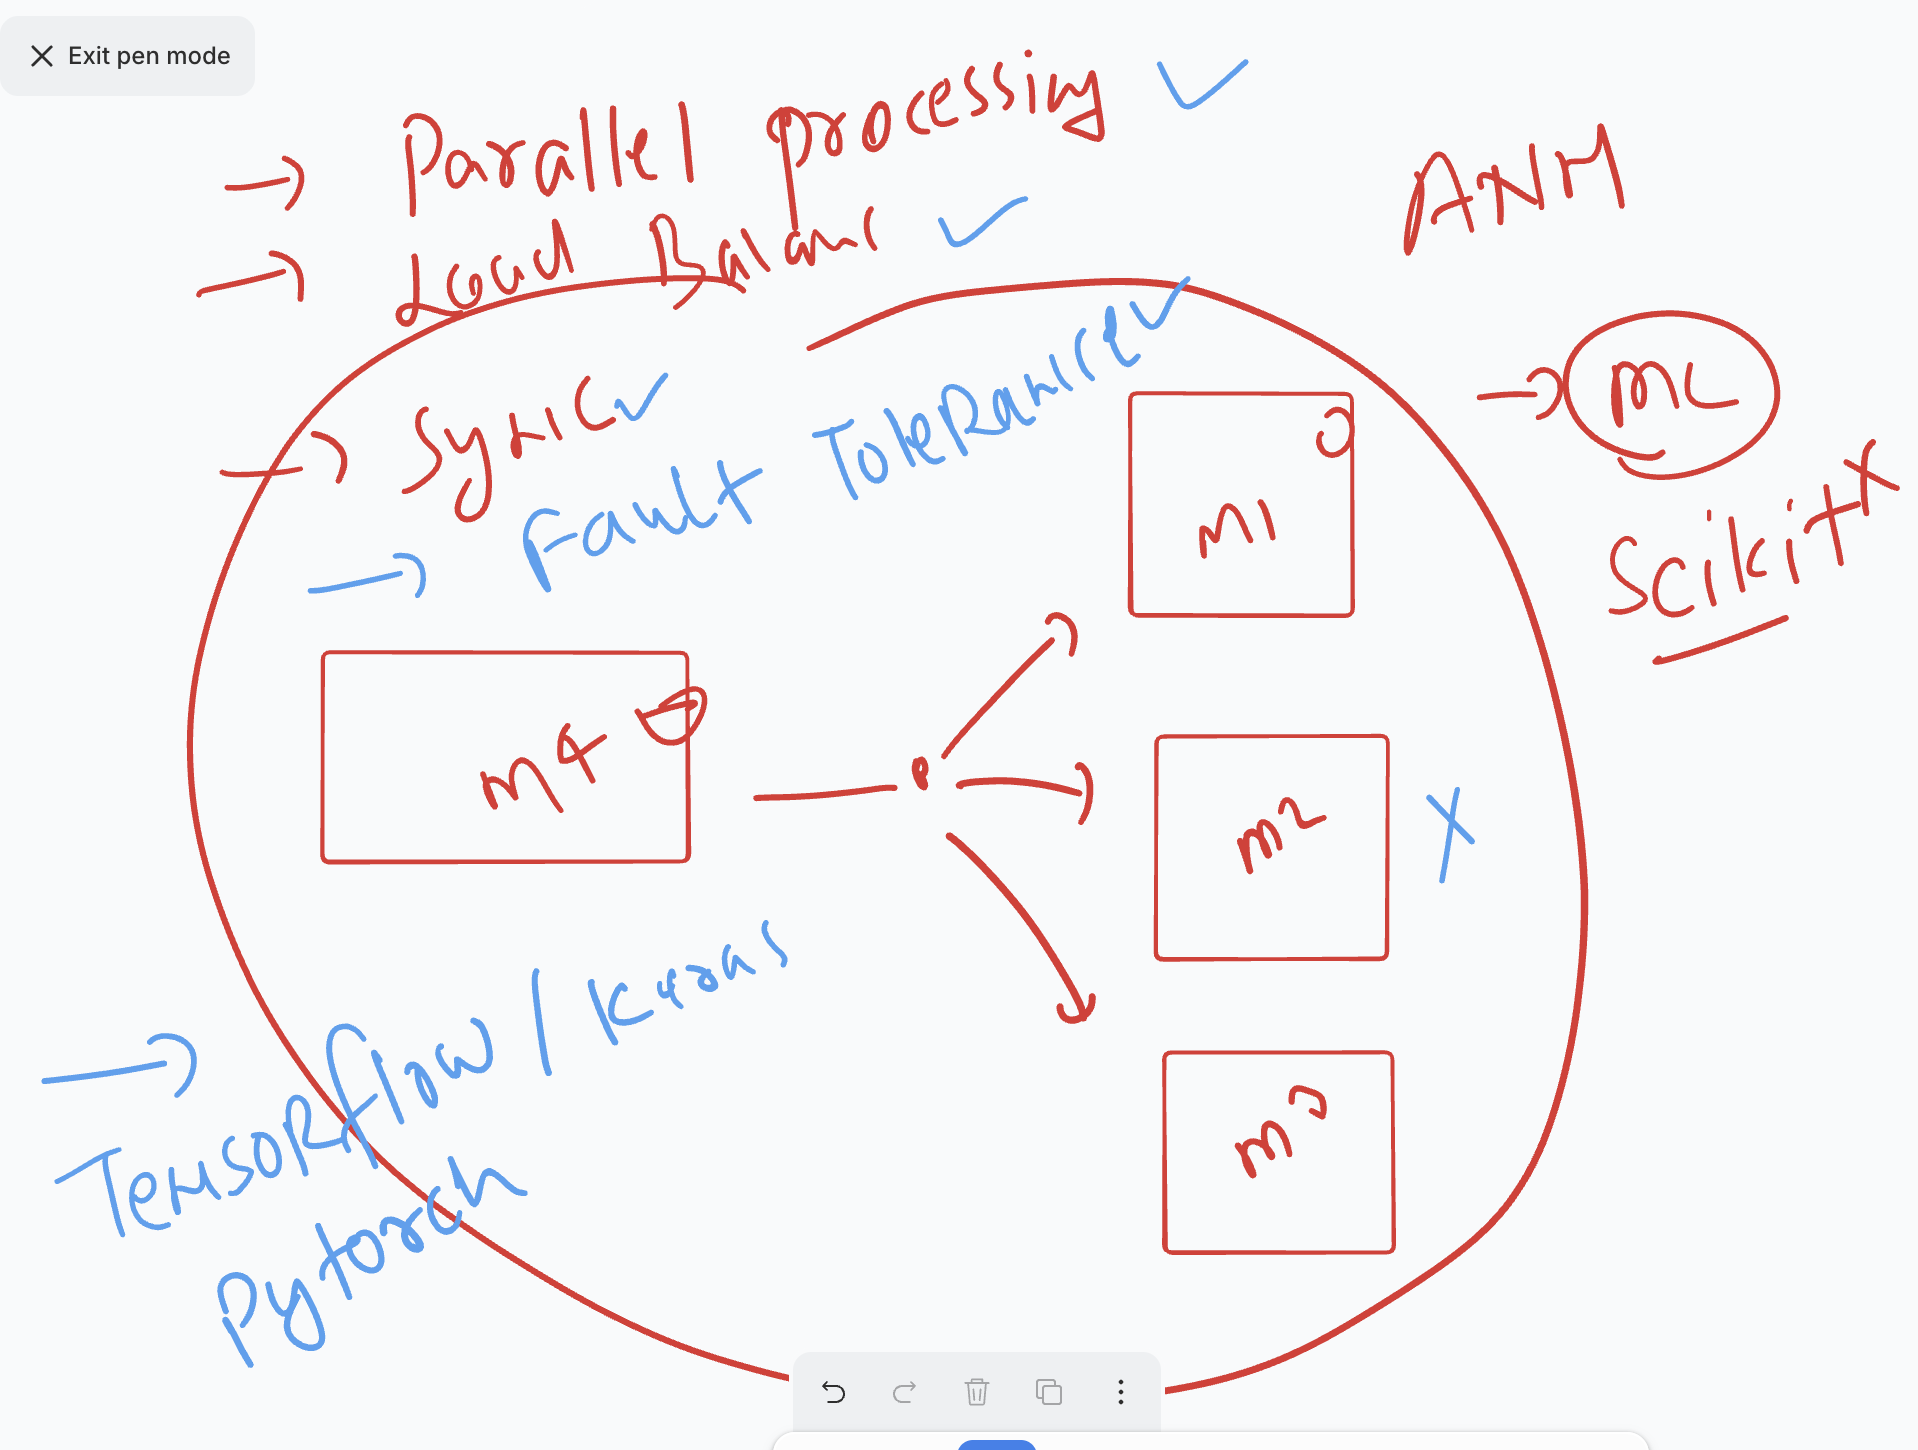 Exit pen mode
→ Parallel processing ✓
ANN
→ Load Balanc ✓
→ Sync ✓
→ Fault Tolerance ✓
→ ML
Scikit X
M1
M4
M2 X
M3
→ Tensorflow / Keras
Pytorch